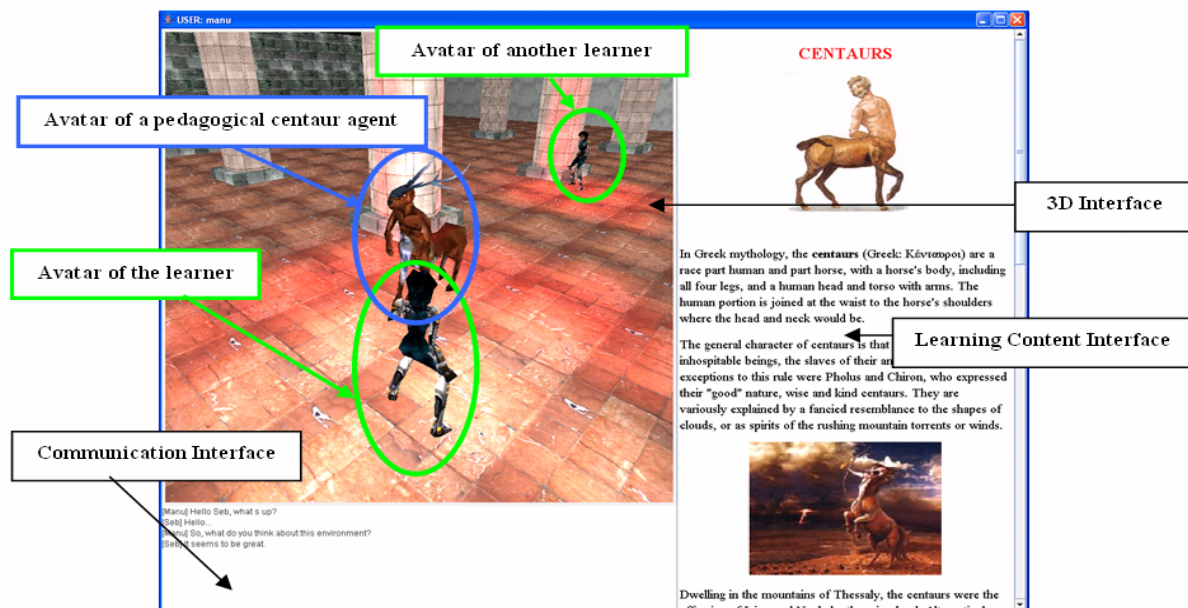 USER: manu
Avatar of another learner
CENTAURS
Avatar of a pedagogical centaur agent
3D Interface
Avatar of the learner
In Greek mythology, the centaurs (Greek: Κένταυροι) are a
race part human and part horse, with a horse's body, including
all four legs, and a human head and torso with arms. The
human portion is joined at the waist to the horse's shoulders
where the head and neck would be.
Learning Content Interface
The general character of centaurs is that
inhospitable beings, the slaves of their
exceptions to this rule were Pholus and Chiron, who expressed
their "good" nature, wise and kind centaurs. They are
variously explained by a fancied resemblance to the shapes of
clouds, or as spirits of the rushing mountain torrents or winds.
Communication Interface
[Manu] Hello Seb, what s up?
[Seb] Hello...
[Manu] So, what do you think about this environment?
[Seb] It seems to be great.
Dwelling in the mountains of Thessaly, the centaurs were the